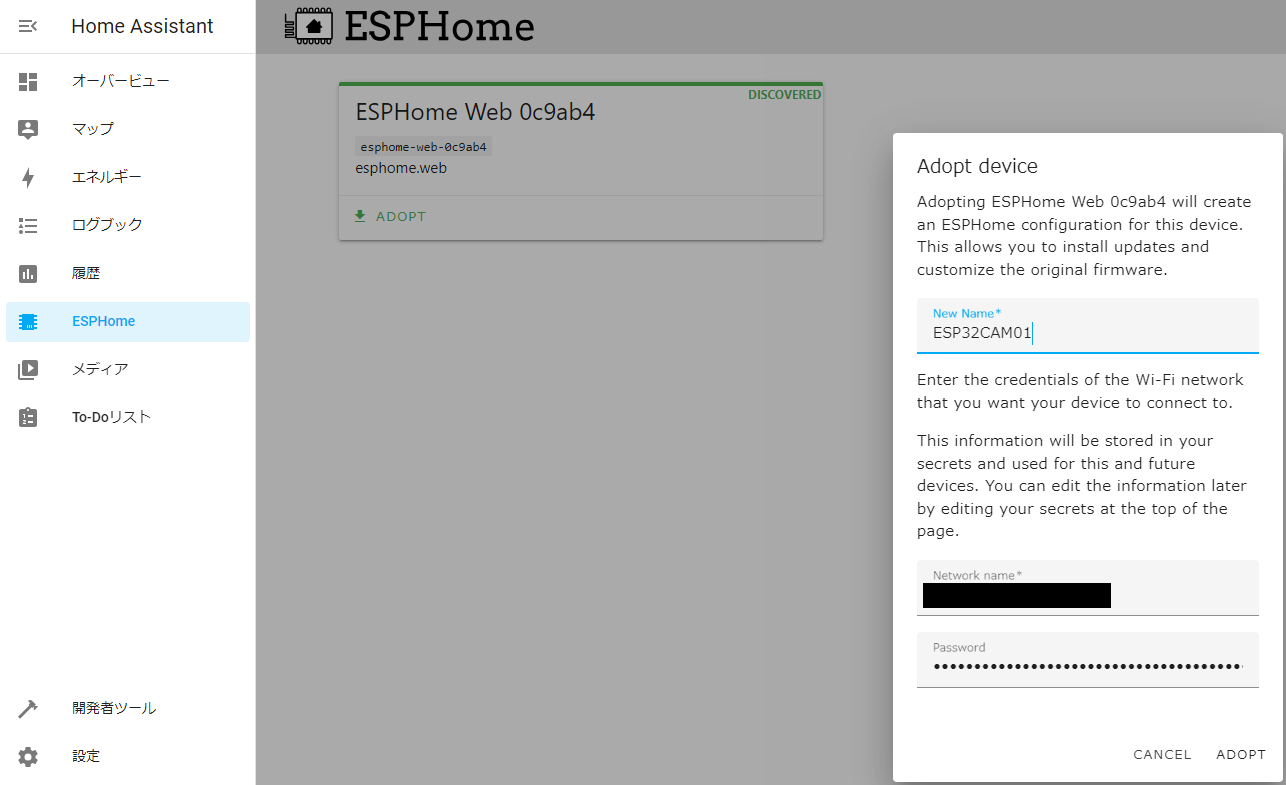 Home Assistant
オーバービュー
マップ
エネルギー
ログブック
履歴
ESPHome
メディア
To-Doリスト
開発者ツール
設定
ESPHome
DISCOVERED
ESPHome Web 0c9ab4
esphome-web-0c9ab4
esphome.web
ADOPT
Adopt device
Adopting ESPHome Web 0c9ab4 will create
an ESPHome configuration for this device.
This allows you to install updates and
customize the original firmware.
New Name*
ESP32CAM01
Enter the credentials of the Wi-Fi network
that you want your device to connect to.
This information will be stored in your
secrets and used for this and future
devices. You can edit the information later
by editing your secrets at the top of the
page.
Network name*
Password
CANCEL
ADOPT